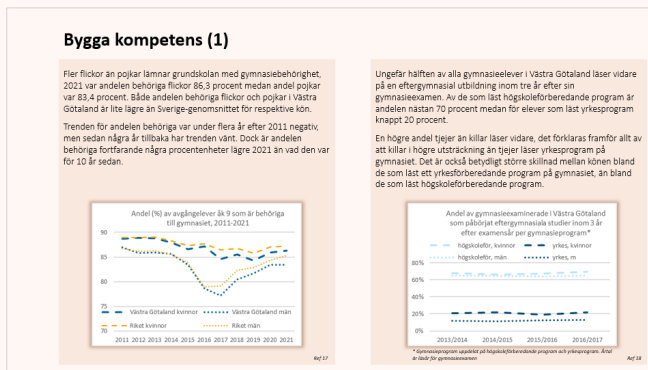 Bygga kompetens (1)
Fler flickor än pojkar lämnar grundskolan med gymnasiebehörighet,
2021 var andelen behöriga flickor 86,3 procent medan andel pojkar
var 83,4 procent. Både andelen behöriga flickor och pojkar i Västra
Götaland är lite lägre än Sverige-genomsnittet för respektive kön.
Trenden för andelen behöriga var under flera år efter 2011 negativ,
men sedan några år tillbaka har trenden vänt. Dock är andelen
behöriga fortfarande några procentenheter lägre 2021 än vad den var
för 10 år sedan.
Andel (%) av avgångelever åk 9 som är behöriga
till gymnasiet, 2011-2021
90
85
80
75
70
Västra Götaland kvinnor
Västra Götaland män
Riket kvinnor
Riket män
2011 2012 2013 2014 2015 2016 2017 2018 2019 2020 2021
Ref 17
Ungefär hälften av alla gymnasieelever i Västra Götaland läser vidare
på en eftergymnasial utbildning inom tre år efter sin
gymnasieexamen. Av de som läst högskoleförberedande program är
andelen nästan 70 procent medan för elever som läst yrkesprogram
knappt 20 procent.
En högre andel tjejer än killar läser vidare, det förklaras framför allt av
att killar i högre utsträckning än tjejer läser yrkesprogram på
gymnasiet. Det är också betydligt större skillnad mellan könen bland
de som läst ett yrkesförberedande program på gymnasiet, än bland
de som läst högskoleförberedande program.
Andel av gymnasieexaminerade i Västra Götaland
som påbörjat eftergymnasiala studier inom 3 år
efter examensår per gymnasieprogram*
högskoleför, kvinnor
yrkes, kvinnor
högskoleför, män
yrkes, m
80%
60%
40%
20%
0%
2013/2014 2014/2015 2015/2016 2016/2017
* Gymnasieprogram uppdelat på högskoleförberedande program och yrkesprogram. Årtal
är läsår för gymnasieexamen
Ref 18